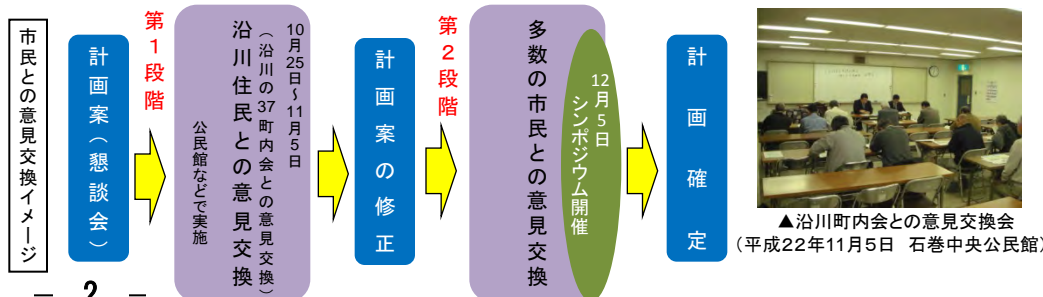 市民との意見交換イメージ
計画案(懇談会)
第1段階
10月25日~11月5日
(沿川の37町内会との意見交換)
沿川住民との意見交換
公民館などで実施
計画案の修正
第2段階
多数の市民との意見交換
12月5日
シンポジウム開催
計画確定
▲沿川町内会との意見交換会
(平成22年11月5日 石巻中央公民館)
- 2 -